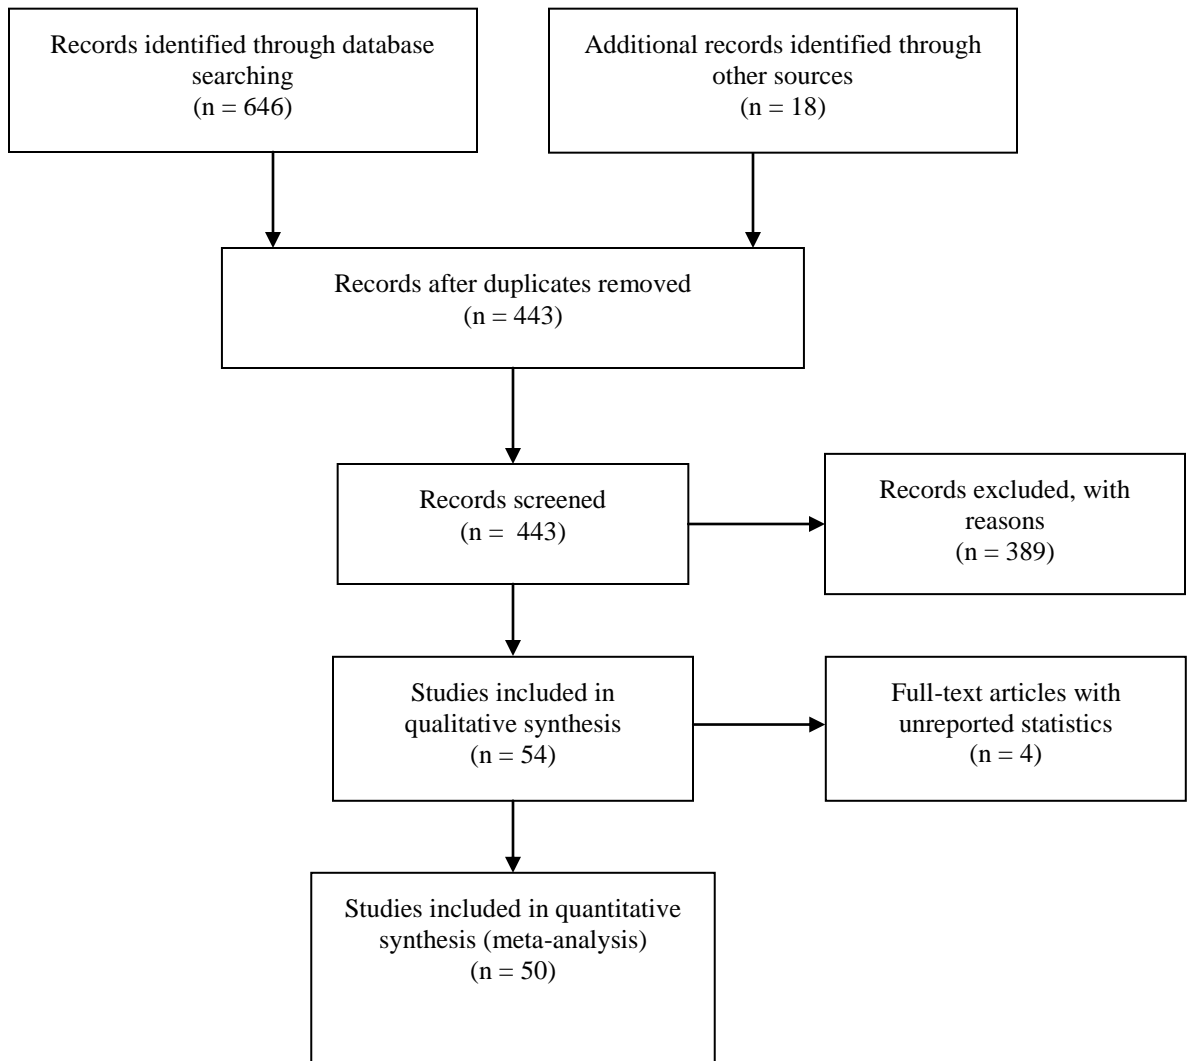 Records identified through database
searching
(n = 646)
Additional records identified through
other sources
(n = 18)
Records after duplicates removed
(n = 443)
Records screened
(n =  443)
Records excluded, with
reasons
(n = 389)
Studies included in
qualitative synthesis
(n = 54)
Full-text articles with
unreported statistics
(n = 4)
Studies included in quantitative
synthesis (meta-analysis)
(n = 50)